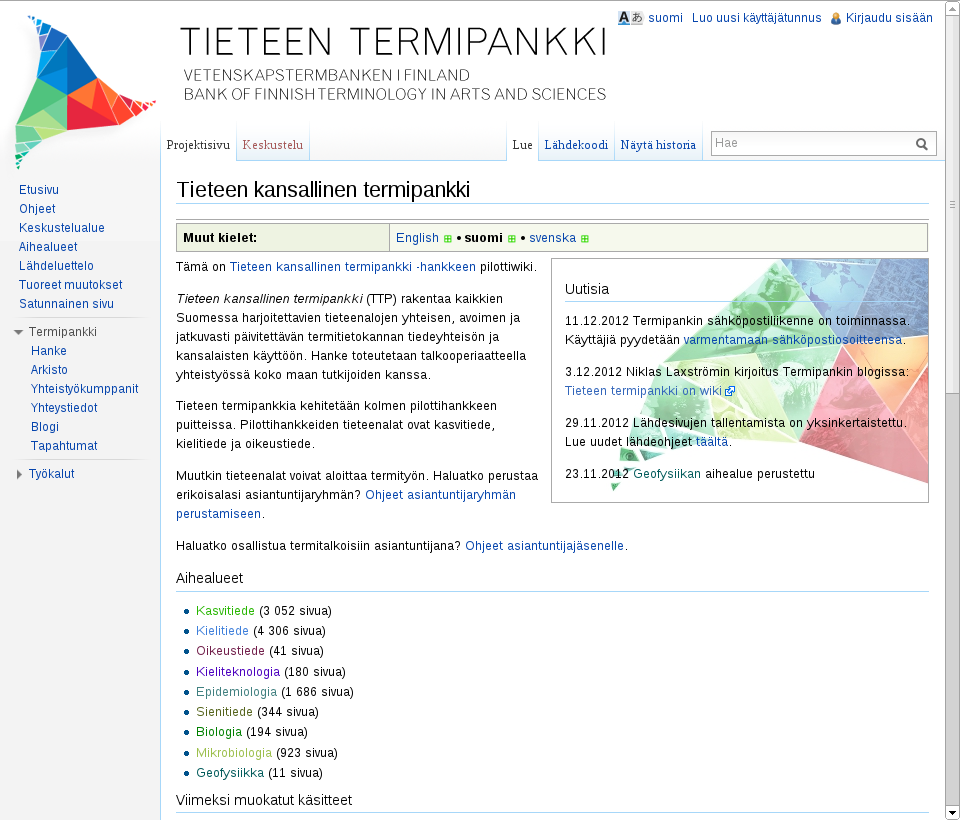 Aあ suomi Luo uusi käyttäjätunnus Kirjaudu sisään
TIETEEN TERMIPANKKI
VETENSKAPSTERMBANKEN I FINLAND
BANK OF FINNISH TERMINOLOGY IN ARTS AND SCIENCES
Projektisivu Keskustelu Lue Lähdekoodi Näytä historia Hae
Etusivu
Ohjeet
Keskustelualue
Aihealueet
Lähdeluettelo
Tuoreet muutokset
Satunnainen sivu
Termipankki
Hanke
Arkisto
Yhteistyökumppanit
Yhteystiedot
Blogi
Tapahtumat
Työkalut
Tieteen kansallinen termipankki
Muut kielet: English • suomi • svenska
Tämä on Tieteen kansallinen termipankki -hankkeen pilottiwiki.
Tieteen kansallinen termipankki (TTP) rakentaa kaikkien
Suomessa harjoitettavien tieteenalojen yhteisen, avoimen ja
jatkuvasti päivitettävän termitietokannan tiedeyhteisön ja
kansalaisten käyttöön. Hanke toteutetaan talkooperiaatteella
yhteistyössä koko maan tutkijoiden kanssa.
Tieteen termipankkia kehitetään kolmen pilottihankkeen
puitteissa. Pilottihankkeiden tieteenalat ovat kasvitiede,
kielitiede ja oikeustiede.
Muutkin tieteenalat voivat aloittaa termityön. Haluatko perustaa
erikoisalasi asiantuntijaryhmän? Ohjeet asiantuntijaryhmän
perustamiseen.
Haluatko osallistua termitalkoisiin asiantuntijana? Ohjeet asiantuntijajäsenelle.
Uutisia
11.12.2012 Termipankin sähköpostiliikenne on toiminnassa.
Käyttäjiä pyydetään varmentamaan sähköpostiosoitteensa.
3.12.2012 Niklas Laxströmin kirjoitus Termipankin blogissa:
Tieteen termipankki on wiki
29.11.2012 Lähdesivujen tallentamista on yksinkertaistettu.
Lue uudet lähdeohjeet täältä.
23.11.2012 Geofysiikan aihealue perustettu
Aihealueet
Kasvitiede (3 052 sivua)
Kielitiede (4 306 sivua)
Oikeustiede (41 sivua)
Kieliteknologia (180 sivua)
Epidemiologia (1 686 sivua)
Sienitiede (344 sivua)
Biologia (194 sivua)
Mikrobiologia (923 sivua)
Geofysiikka (11 sivua)
Viimeksi muokatut käsitteet